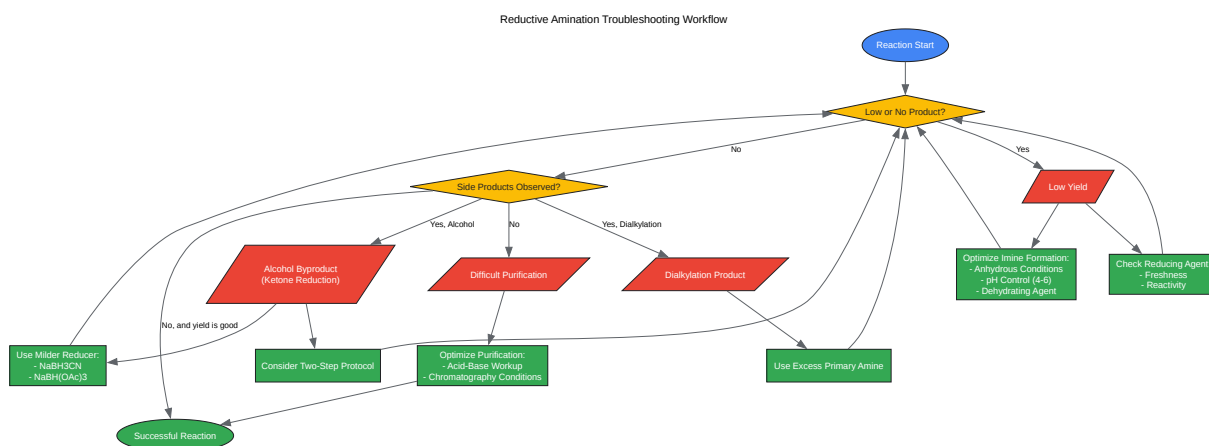 Reductive Amination Troubleshooting Workflow
Reaction Start
Low or No Product?
No
Yes
Side Products Observed?
Low Yield
Yes, Alcohol
No
Yes, Dialkylation
Alcohol Byproduct
(Ketone Reduction)
Difficult Purification
Dialkylation Product
Optimize Imine Formation:
- Anhydrous Conditions
- pH Control (4-6)
- Dehydrating Agent
Check Reducing Agent
- Freshness
- Reactivity
No, and yield is good
Use Milder Reducer:
- NaBH3CN
- NaBH(OAc)3
Consider Two-Step Protocol
Optimize Purification:
- Acid-Base Workup
- Chromatography Conditions
Use Excess Primary Amine
Successful Reaction